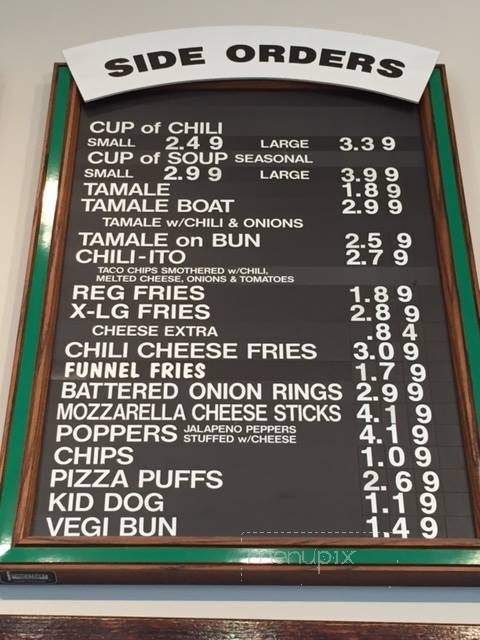 SIDE ORDERS
CUP of CHILI
SMALL 2.49 LARGE 3.39
CUP of SOUP SEASONAL
SMALL 2.99 LARGE 3.99
TAMALE 1.89
TAMALE BOAT 2.99
TAMALE w/CHILI & ONIONS
TAMALE on BUN 2.59
CHILI-ITO 2.79
TACO CHIPS SMOTHERED w/CHILI,
MELTED CHEESE, ONIONS & TOMATOES
REG FRIES 1.89
X-LG FRIES 2.89
CHEESE EXTRA .84
CHILI CHEESE FRIES 3.09
FUNNEL FRIES 1.79
BATTERED ONION RINGS 2.99
MOZZARELLA CHEESE STICKS 4.19
POPPERS JALAPENO PEPPERS STUFFED w/CHEESE 4.19
CHIPS 1.09
PIZZA PUFFS 2.69
KID DOG 1.19
VEGI BUN 1.49
menupix